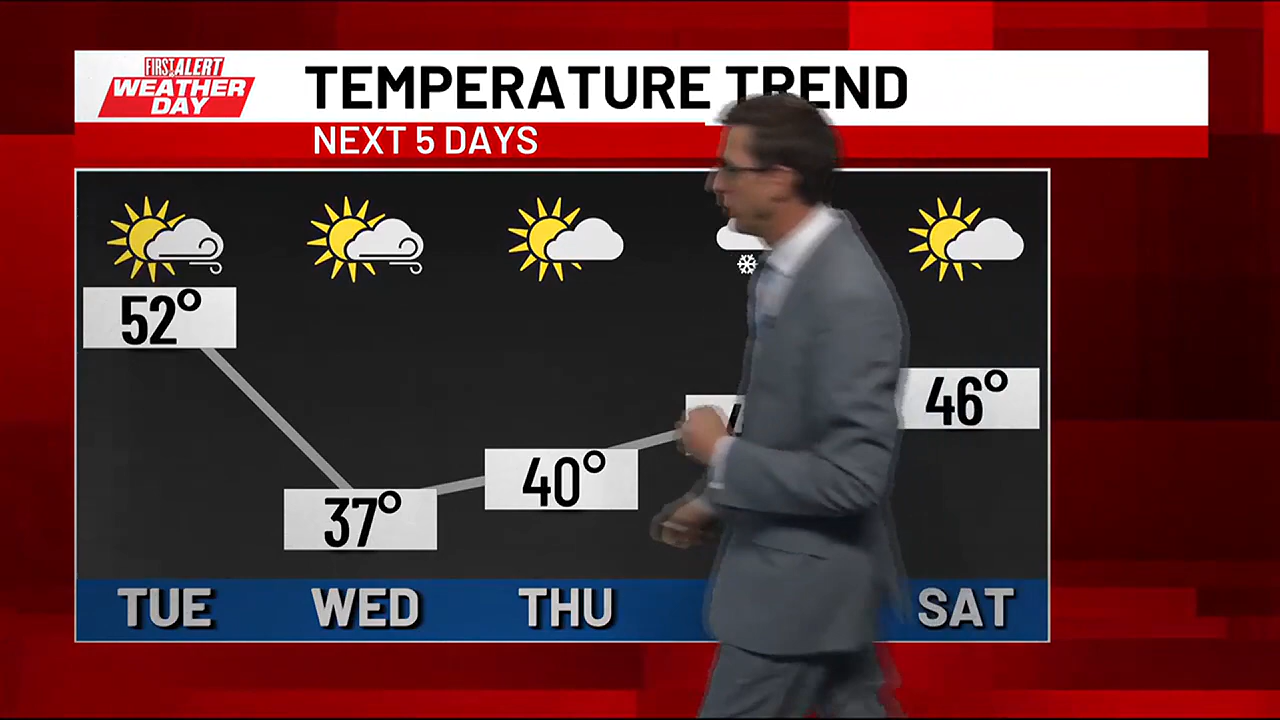 FIRST ALERT
WEATHER
DAY
TEMPERATURE TREND
NEXT 5 DAYS
52°
37°
40°
46°
TUE
WED
THU
SAT